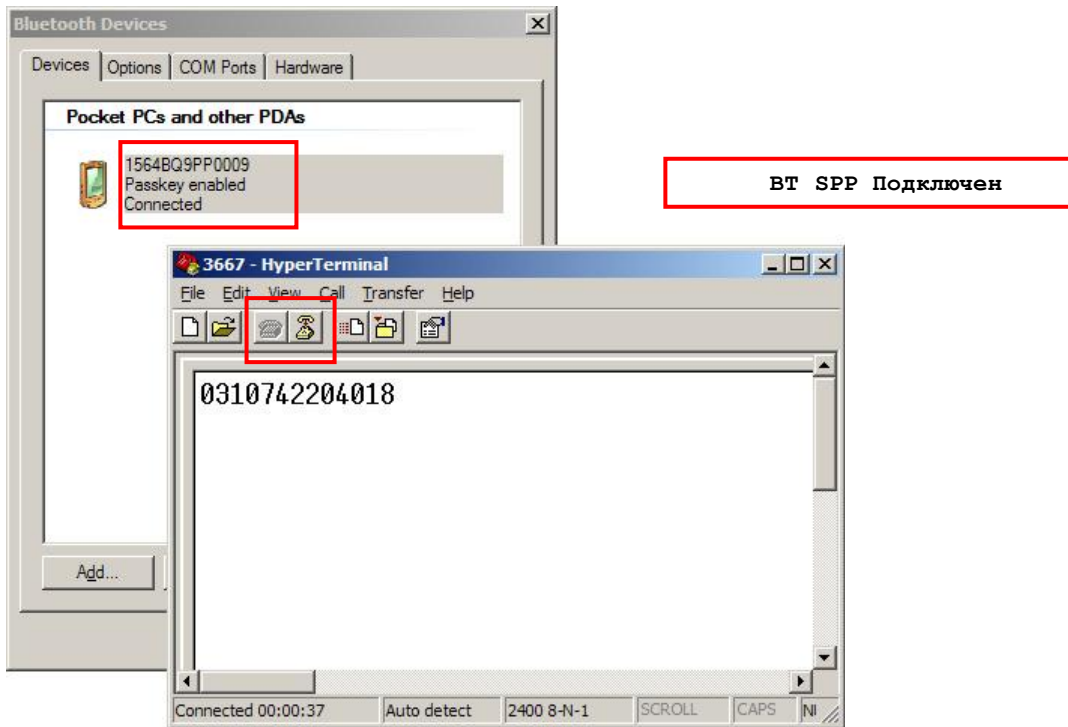 Bluetooth Devices
Devices Options COM Ports Hardware
Pocket PCs and other PDAs
1564BQ9PP0009
Passkey enabled
Connected
BT SPP Подключен
3667 - HyperTerminal
File Edit View Call Transfer Help
0310742204018
Add...
Connected 00:00:37 Auto detect 2400 8-N-1 SCROLL CAPS